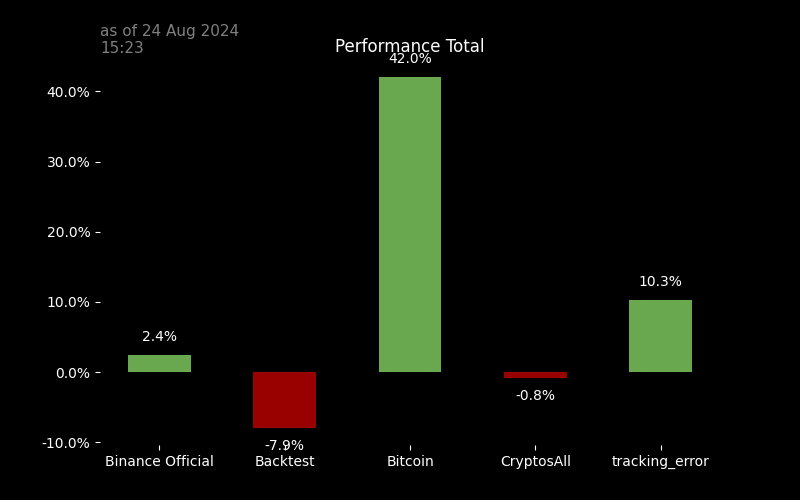 as of 24 Aug 2024
15:23
Performance Total
42.0%
40.0%
30.0%
20.0%
10.3%
10.0%
2.4%
0.0%
-0.8%
-10.0%
-7.9%
Binance Official
Backtest
Bitcoin
CryptosAll
tracking_error